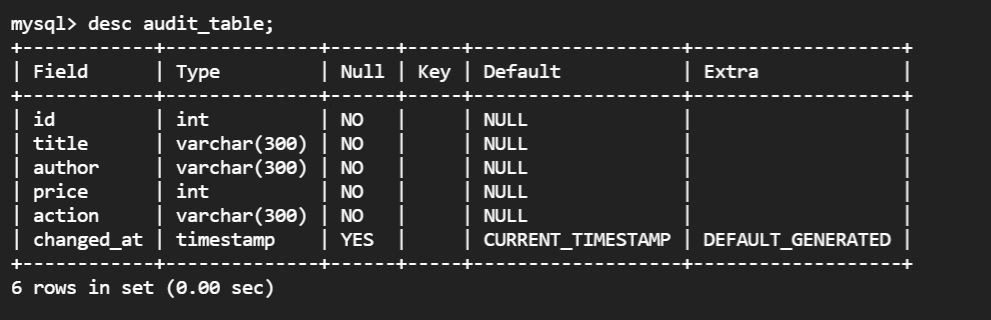 mysql> desc audit_table;
+------------+--------------+------+-----+-------------------+-------------------+
| Field      | Type         | Null | Key | Default           | Extra             |
+------------+--------------+------+-----+-------------------+-------------------+
| id         | int          | NO   |     | NULL              |                   |
| title      | varchar(300) | NO   |     | NULL              |                   |
| author     | varchar(300) | NO   |     | NULL              |                   |
| price      | int          | NO   |     | NULL              |                   |
| action     | varchar(300) | NO   |     | NULL              |                   |
| changed_at | timestamp    | YES  |     | CURRENT_TIMESTAMP | DEFAULT_GENERATED |
+------------+--------------+------+-----+-------------------+-------------------+
6 rows in set (0.00 sec)